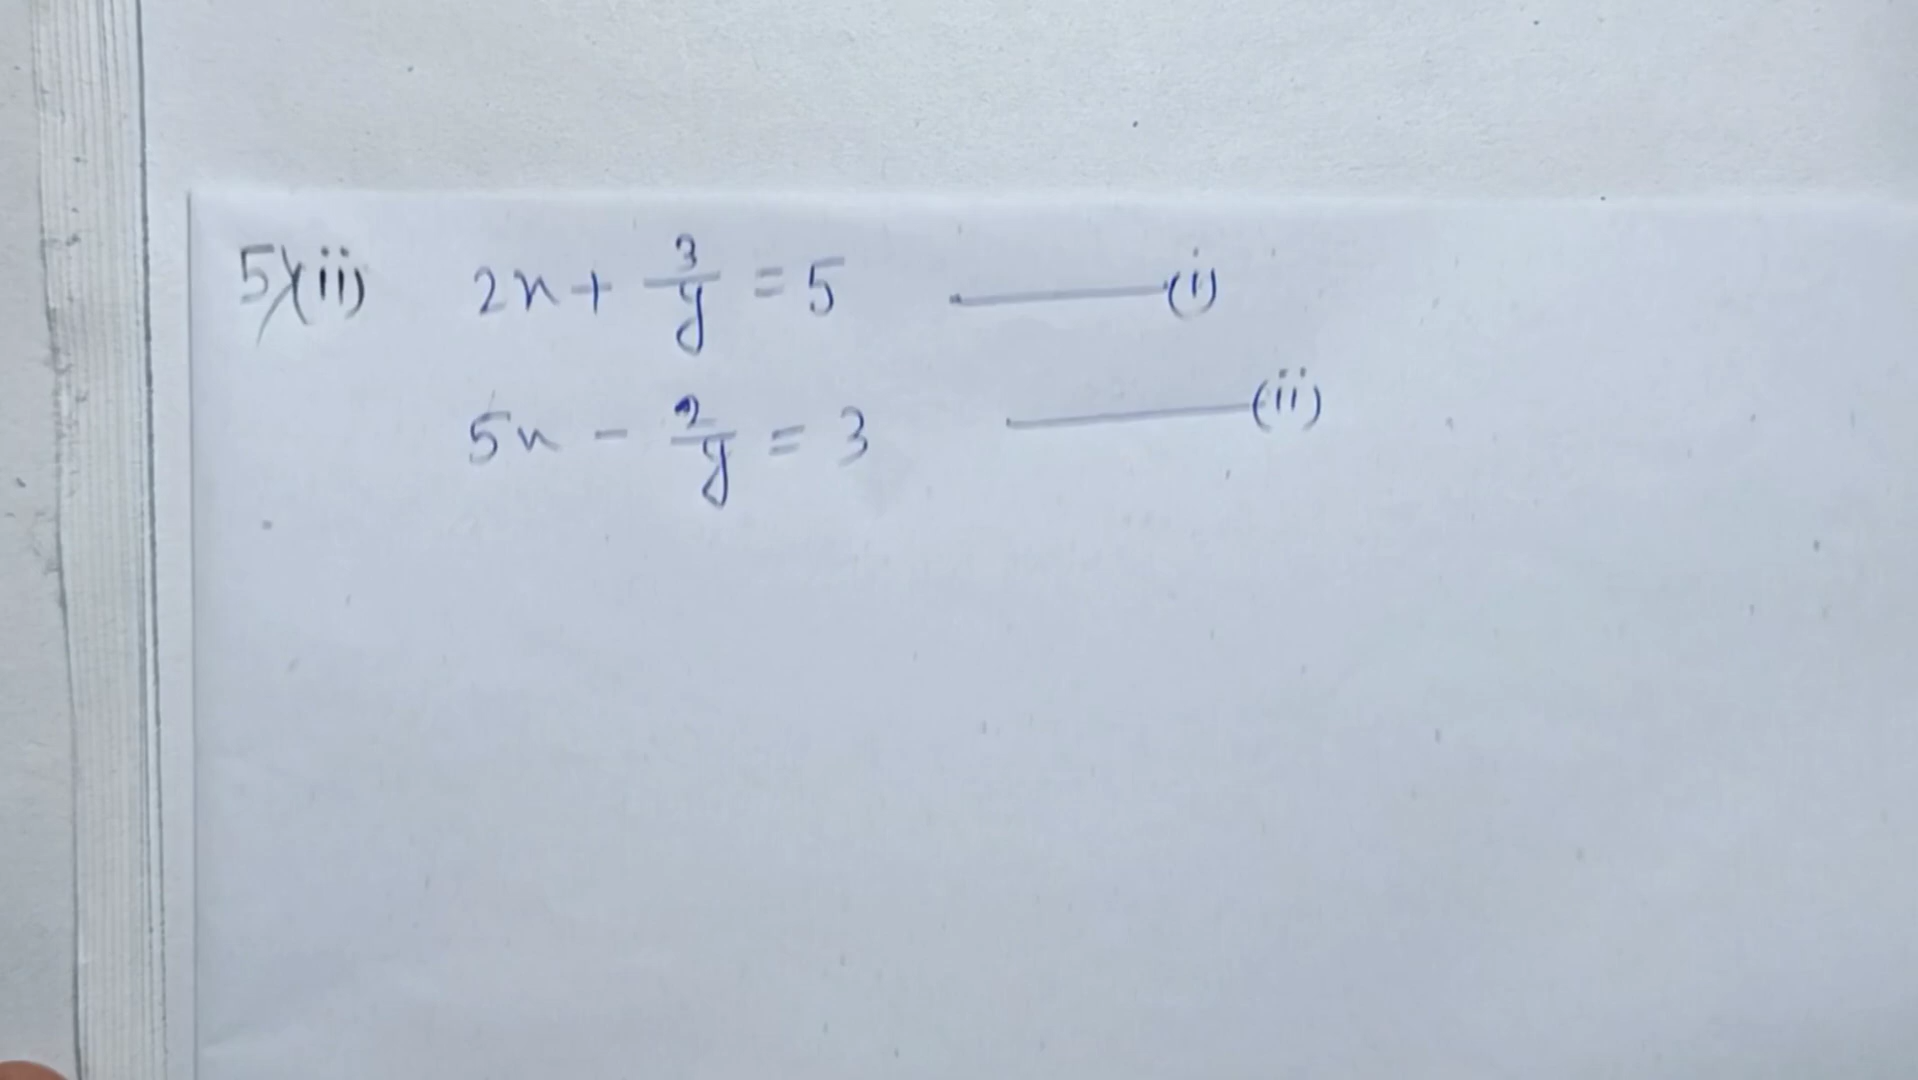 5)(ii) 2x + 3/y = 5 ———(i)
5x - 2/y = 3 ———(ii)